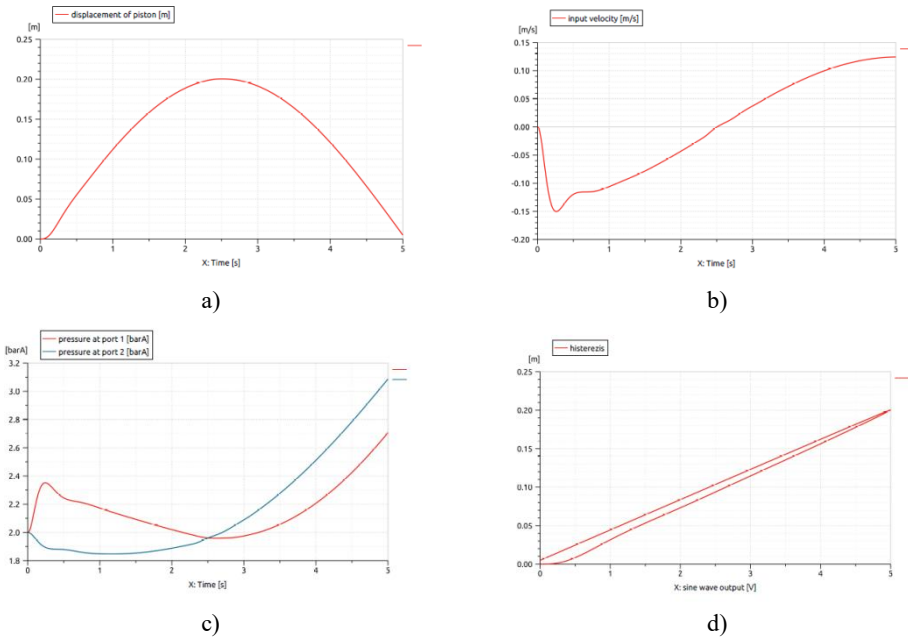 displacement of piston [m]
[m]
0.25
0.20
0.15
0.10
0.05
0.00
0 1 2 3 4 5
X: Time [s]
a)
input velocity [m/s]
[m/s]
0.15
0.10
0.05
0.00
-0.05
-0.10
-0.15
-0.20
0 1 2 3 4 5
X: Time [s]
b)
pressure at port 1 [barA]
pressure at port 2 [barA]
[barA]
3.2
3.0
2.8
2.6
2.4
2.2
2.0
1.8
0 1 2 3 4 5
X: Time [s]
c)
histerezis
[m]
0.25
0.20
0.15
0.10
0.05
0.00
0 1 2 3 4 5
X: sine wave output [V]
d)